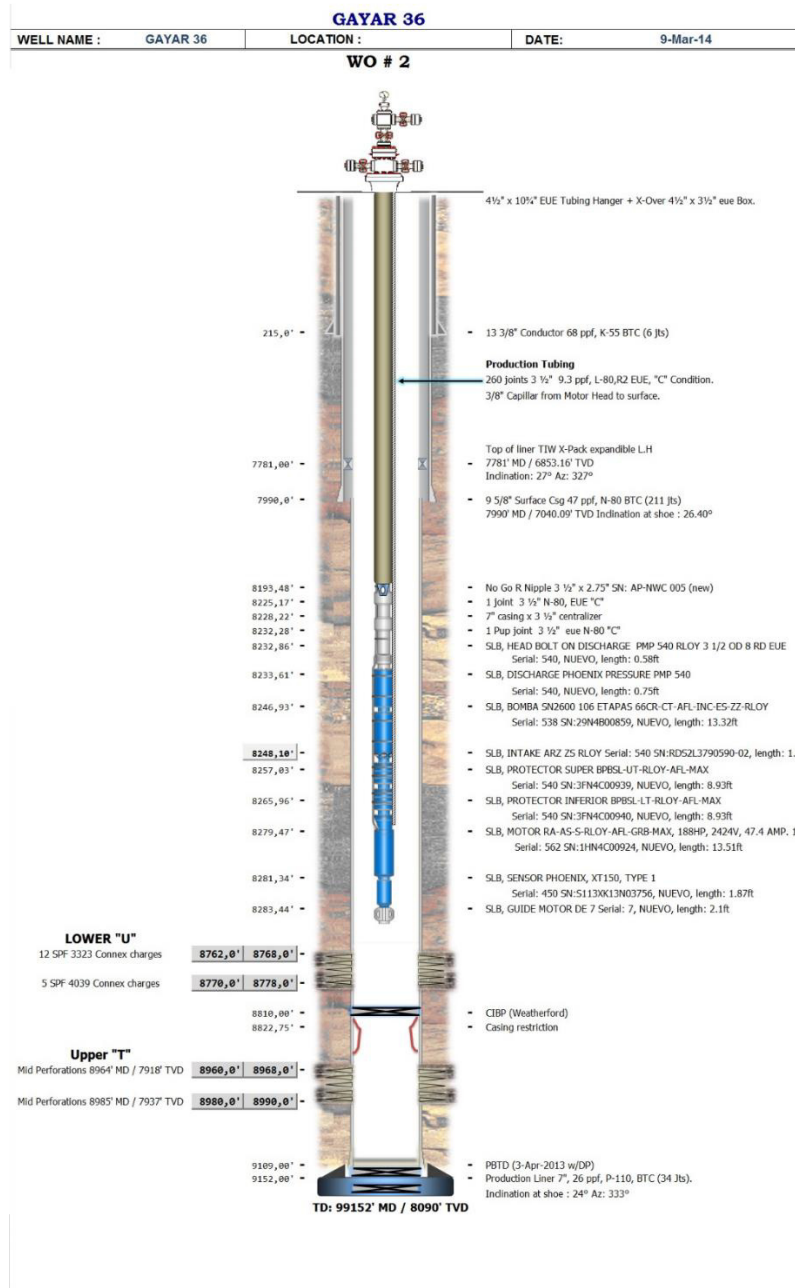 GAYAR 36
WELL NAME : GAYAR 36 LOCATION : DATE: 9-Mar-14
WO # 2
4½" x 10¾" EUE Tubing Hanger + X-Over 4½" x 3½" eue Box.
215,0' - - 13 3/8" Conductor 68 ppf, K-55 BTC (6 jts)
Production Tubing
260 joints 3 ½" 9.3 ppf, L-80,R2 EUE, "C" Condition.
3/8" Capillar from Motor Head to surface.
Top of liner TIW X-Pack expandible L.H
7781,00' - - 7781' MD / 6853.16' TVD
Inclination: 27° Az: 327°
7990,0' - - 9 5/8" Surface Csg 47 ppf, N-80 BTC (211 jts)
7990' MD / 7040.09' TVD Inclination at shoe : 26.40°
8193,48' - - No Go R Nipple 3 ½" x 2.75" SN: AP-NWC 005 (new)
8225,17' - - 1 joint 3 ½" N-80, EUE "C"
8228,22' - - 7" casing x 3 ½" centralizer
8232,28' - - 1 Pup joint 3 ½" eue N-80 "C"
8232,86' - - SLB, HEAD BOLT ON DISCHARGE PMP 540 RLOY 3 1/2 OD 8 RD EUE
Serial: 540, NUEVO, length: 0.58ft
8233,61' - - SLB, DISCHARGE PHOENIX PRESSURE PMP 540
Serial: 540, NUEVO, length: 0.75ft
8246,93' - - SLB, BOMBA SN2600 106 ETAPAS 66CR-CT-AFL-INC-ES-ZZ-RLOY
Serial: 538 SN:29N4B00859, NUEVO, length: 13.32ft
8248,10' - - SLB, INTAKE ARZ ZS RLOY Serial: 540 SN:RDS2L3790590-02, length: 1.
8257,03' - - SLB, PROTECTOR SUPER BPBSL-UT-RLOY-AFL-MAX
Serial: 540 SN:3FN4C00939, NUEVO, length: 8.93ft
8265,96' - - SLB, PROTECTOR INFERIOR BPBSL-LT-RLOY-AFL-MAX
Serial: 540 SN:3FN4C00940, NUEVO, length: 8.93ft
8279,47' - - SLB, MOTOR RA-AS-S-RLOY-AFL-GRB-MAX, 188HP, 2424V, 47.4 AMP. 1
Serial: 562 SN:1HN4C00924, NUEVO, length: 13.51ft
8281,34' - - SLB, SENSOR PHOENIX, XT150, TYPE 1
Serial: 450 SN:S113XK13N03756, NUEVO, length: 1.87ft
8283,44' - - SLB, GUIDE MOTOR DE 7 Serial: 7, NUEVO, length: 2.1ft
LOWER "U"
12 SPF 3323 Connex charges 8762,0' 8768,0' -
5 SPF 4039 Connex charges 8770,0' 8778,0' -
8810,00' - - CIBP (Weatherford)
8822,75' - - Casing restriction
Upper "T"
Mid Perforations 8964' MD / 7918' TVD 8960,0' 8968,0' -
Mid Perforations 8985' MD / 7937' TVD 8980,0' 8990,0' -
9109,00' - - PBTD (3-Apr-2013 w/DP)
9152,00' - - Production Liner 7", 26 ppf, P-110, BTC (34 Jts).
Inclination at shoe : 24° Az: 333°
TD: 99152' MD / 8090' TVD